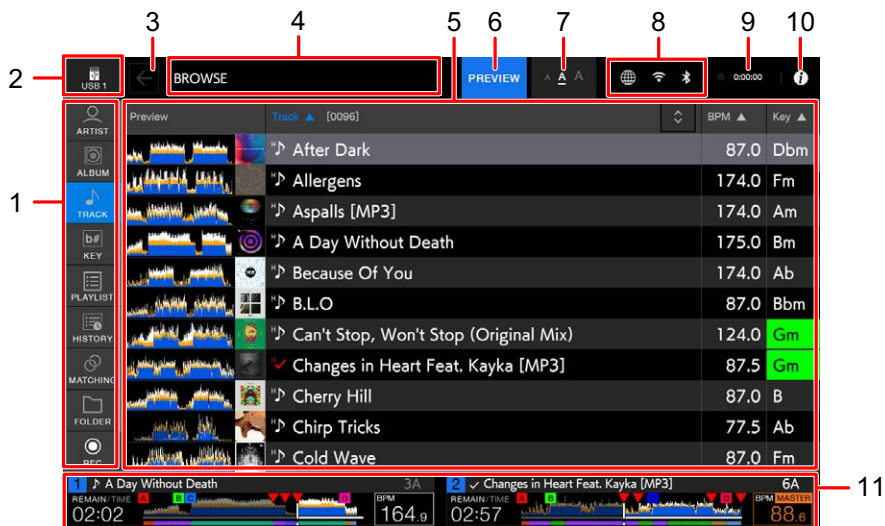 3 4 5 6 7 8 9 10
2 USB 1 BROWSE PREVIEW A A A 0:00:00 i
1
ARTIST
ALBUM
TRACK
b# KEY
PLAYLIST
HISTORY
MATCHING
FOLDER
REC
Preview Track ▲ [0096] BPM ▲ Key ▲
After Dark 87.0 Dbm
Allergens 174.0 Fm
Aspalls [MP3] 174.0 Am
A Day Without Death 175.0 Bm
Because Of You 174.0 Ab
B.L.O 87.0 Bbm
Can't Stop, Won't Stop (Original Mix) 124.0 Gm
Changes in Heart Feat. Kayka [MP3] 87.5 Gm
Cherry Hill 87.0 B
Chirp Tricks 77.5 Ab
Cold Wave 87.0 Fm
11
1 A Day Without Death 3A
REMAIN/TIME A B C D BPM
02:02 164.9
2 Changes in Heart Feat. Kayka [MP3] 6A
REMAIN/TIME A B C D BPM MASTER
02:57 88.6